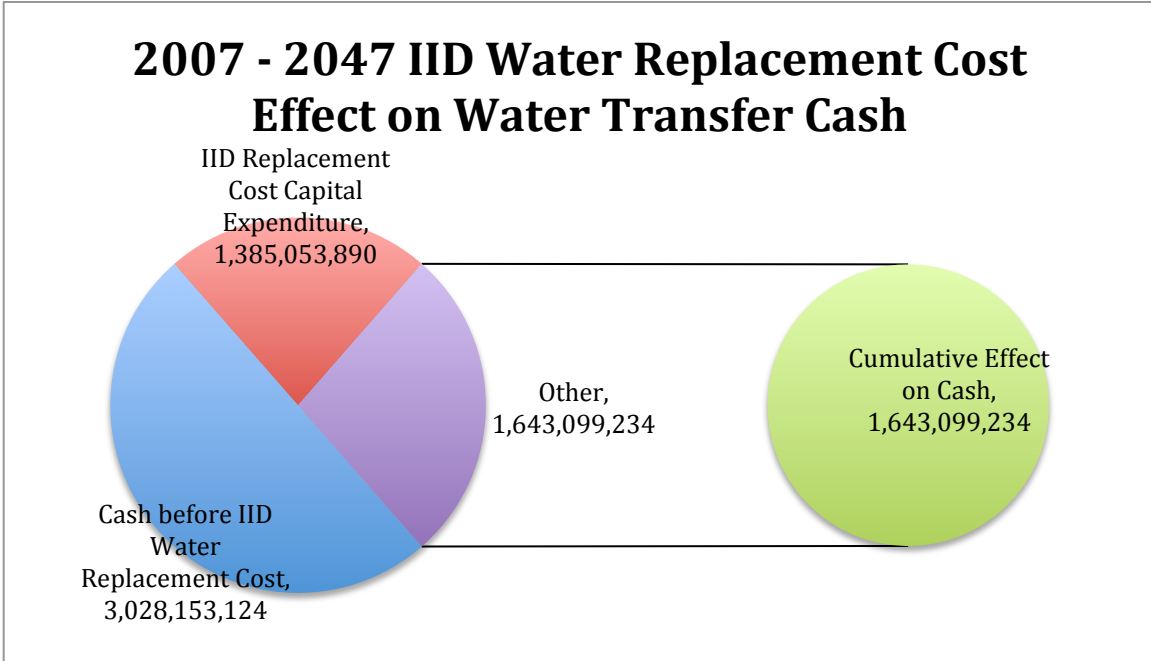 2007 - 2047 IID Water Replacement Cost
Effect on Water Transfer Cash
IID Replacement
Cost Capital
Expenditure,
1,385,053,890
Other,
1,643,099,234
Cumulative Effect
on Cash,
1,643,099,234
Cash before IID
Water
Replacement Cost,
3,028,153,124